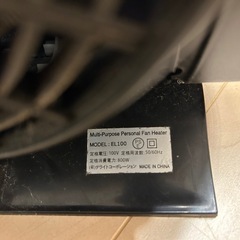 Multi-Purpose Personal Fan Heater
MODEL: EL100
定格電圧: 100V 定格周波数: 50/60Hz
定格消費電力: 800W
MADE IN CHINA